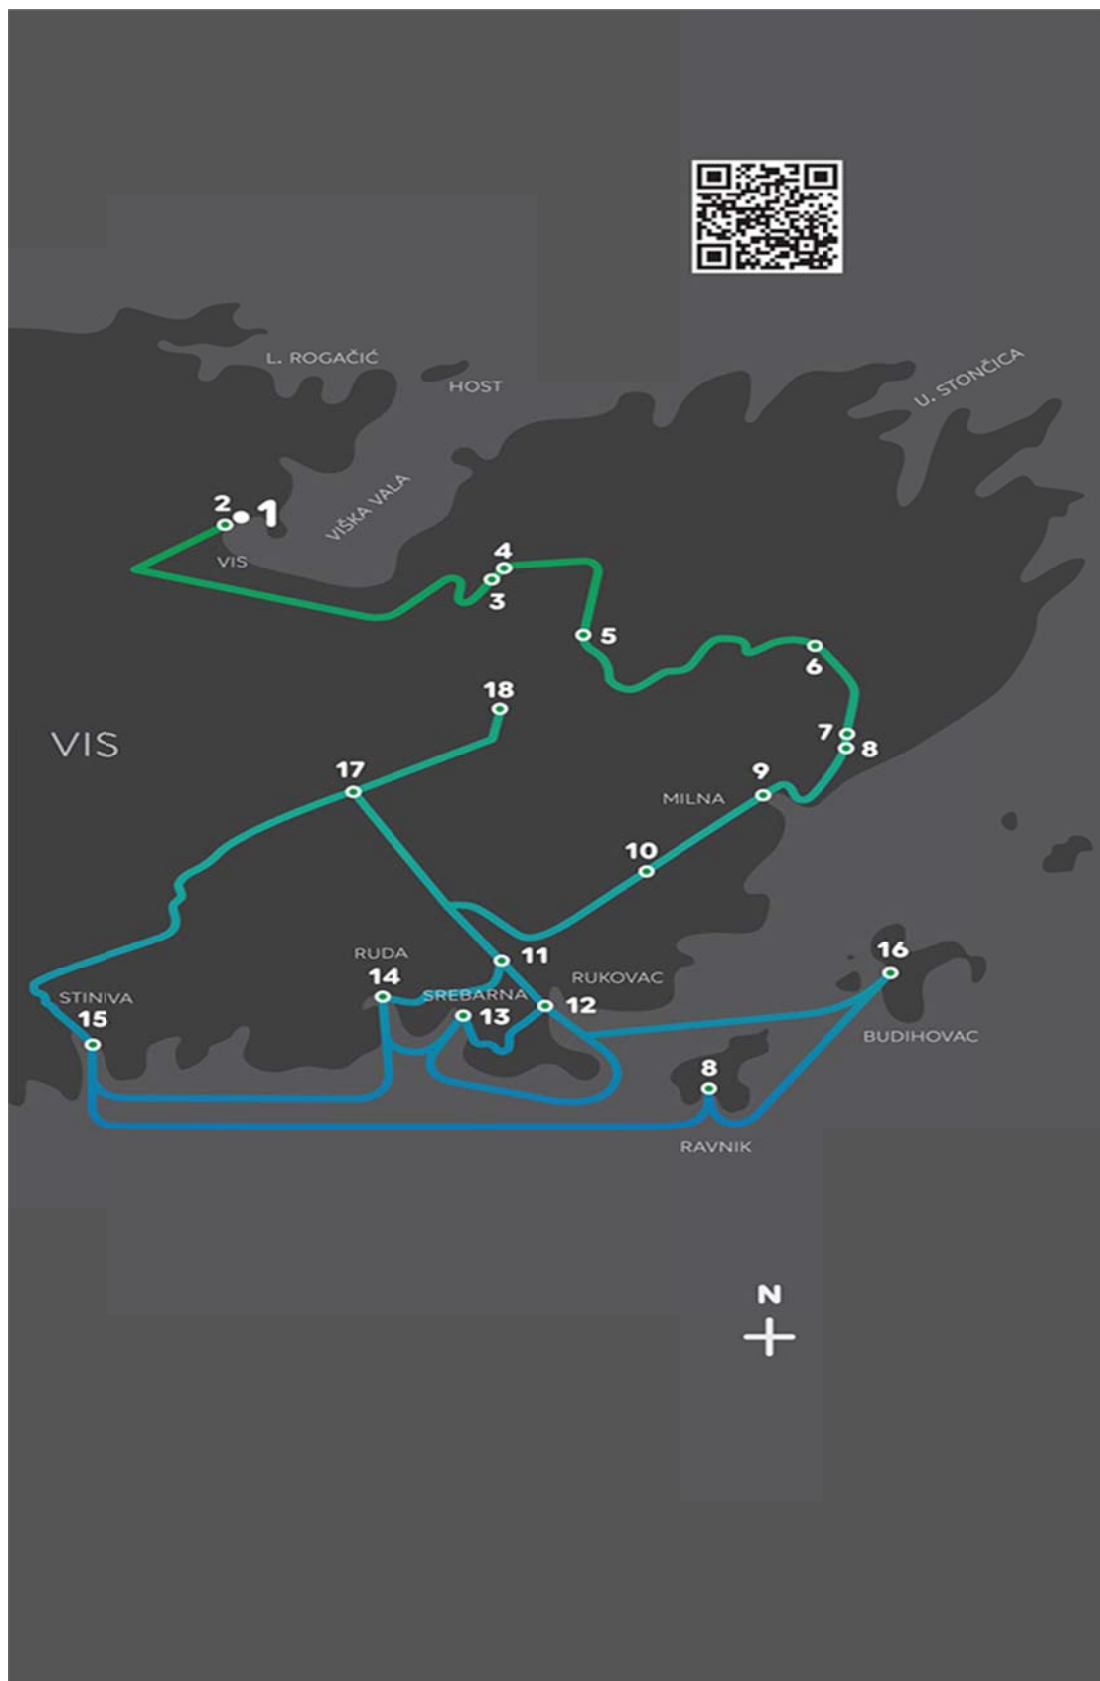 L. ROGAČIĆ
HOST
U. STONČICA
VIŠKA VALA
2
1
VIS
4
3
5
6
18
7
8
VIS
17
9
MILNA
10
RUDA
11
14
RUKOVAC
16
STINIVA
SREBARNA
15
13
12
BUDIHOVAC
8
RAVNIK
N